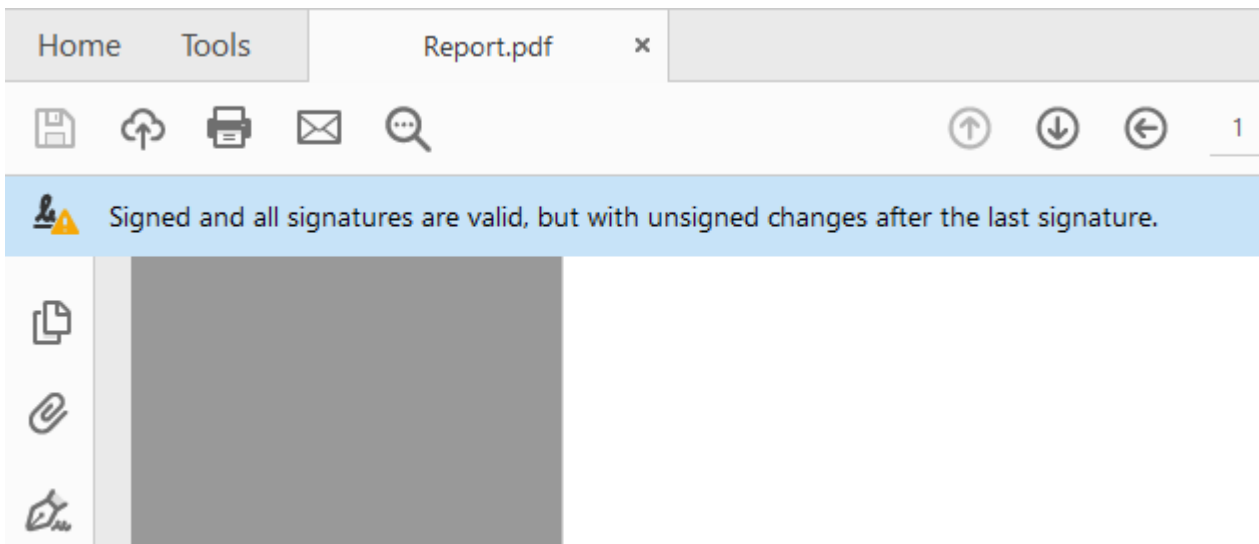 Home Tools Report.pdf
1
Signed and all signatures are valid, but with unsigned changes after the last signature.